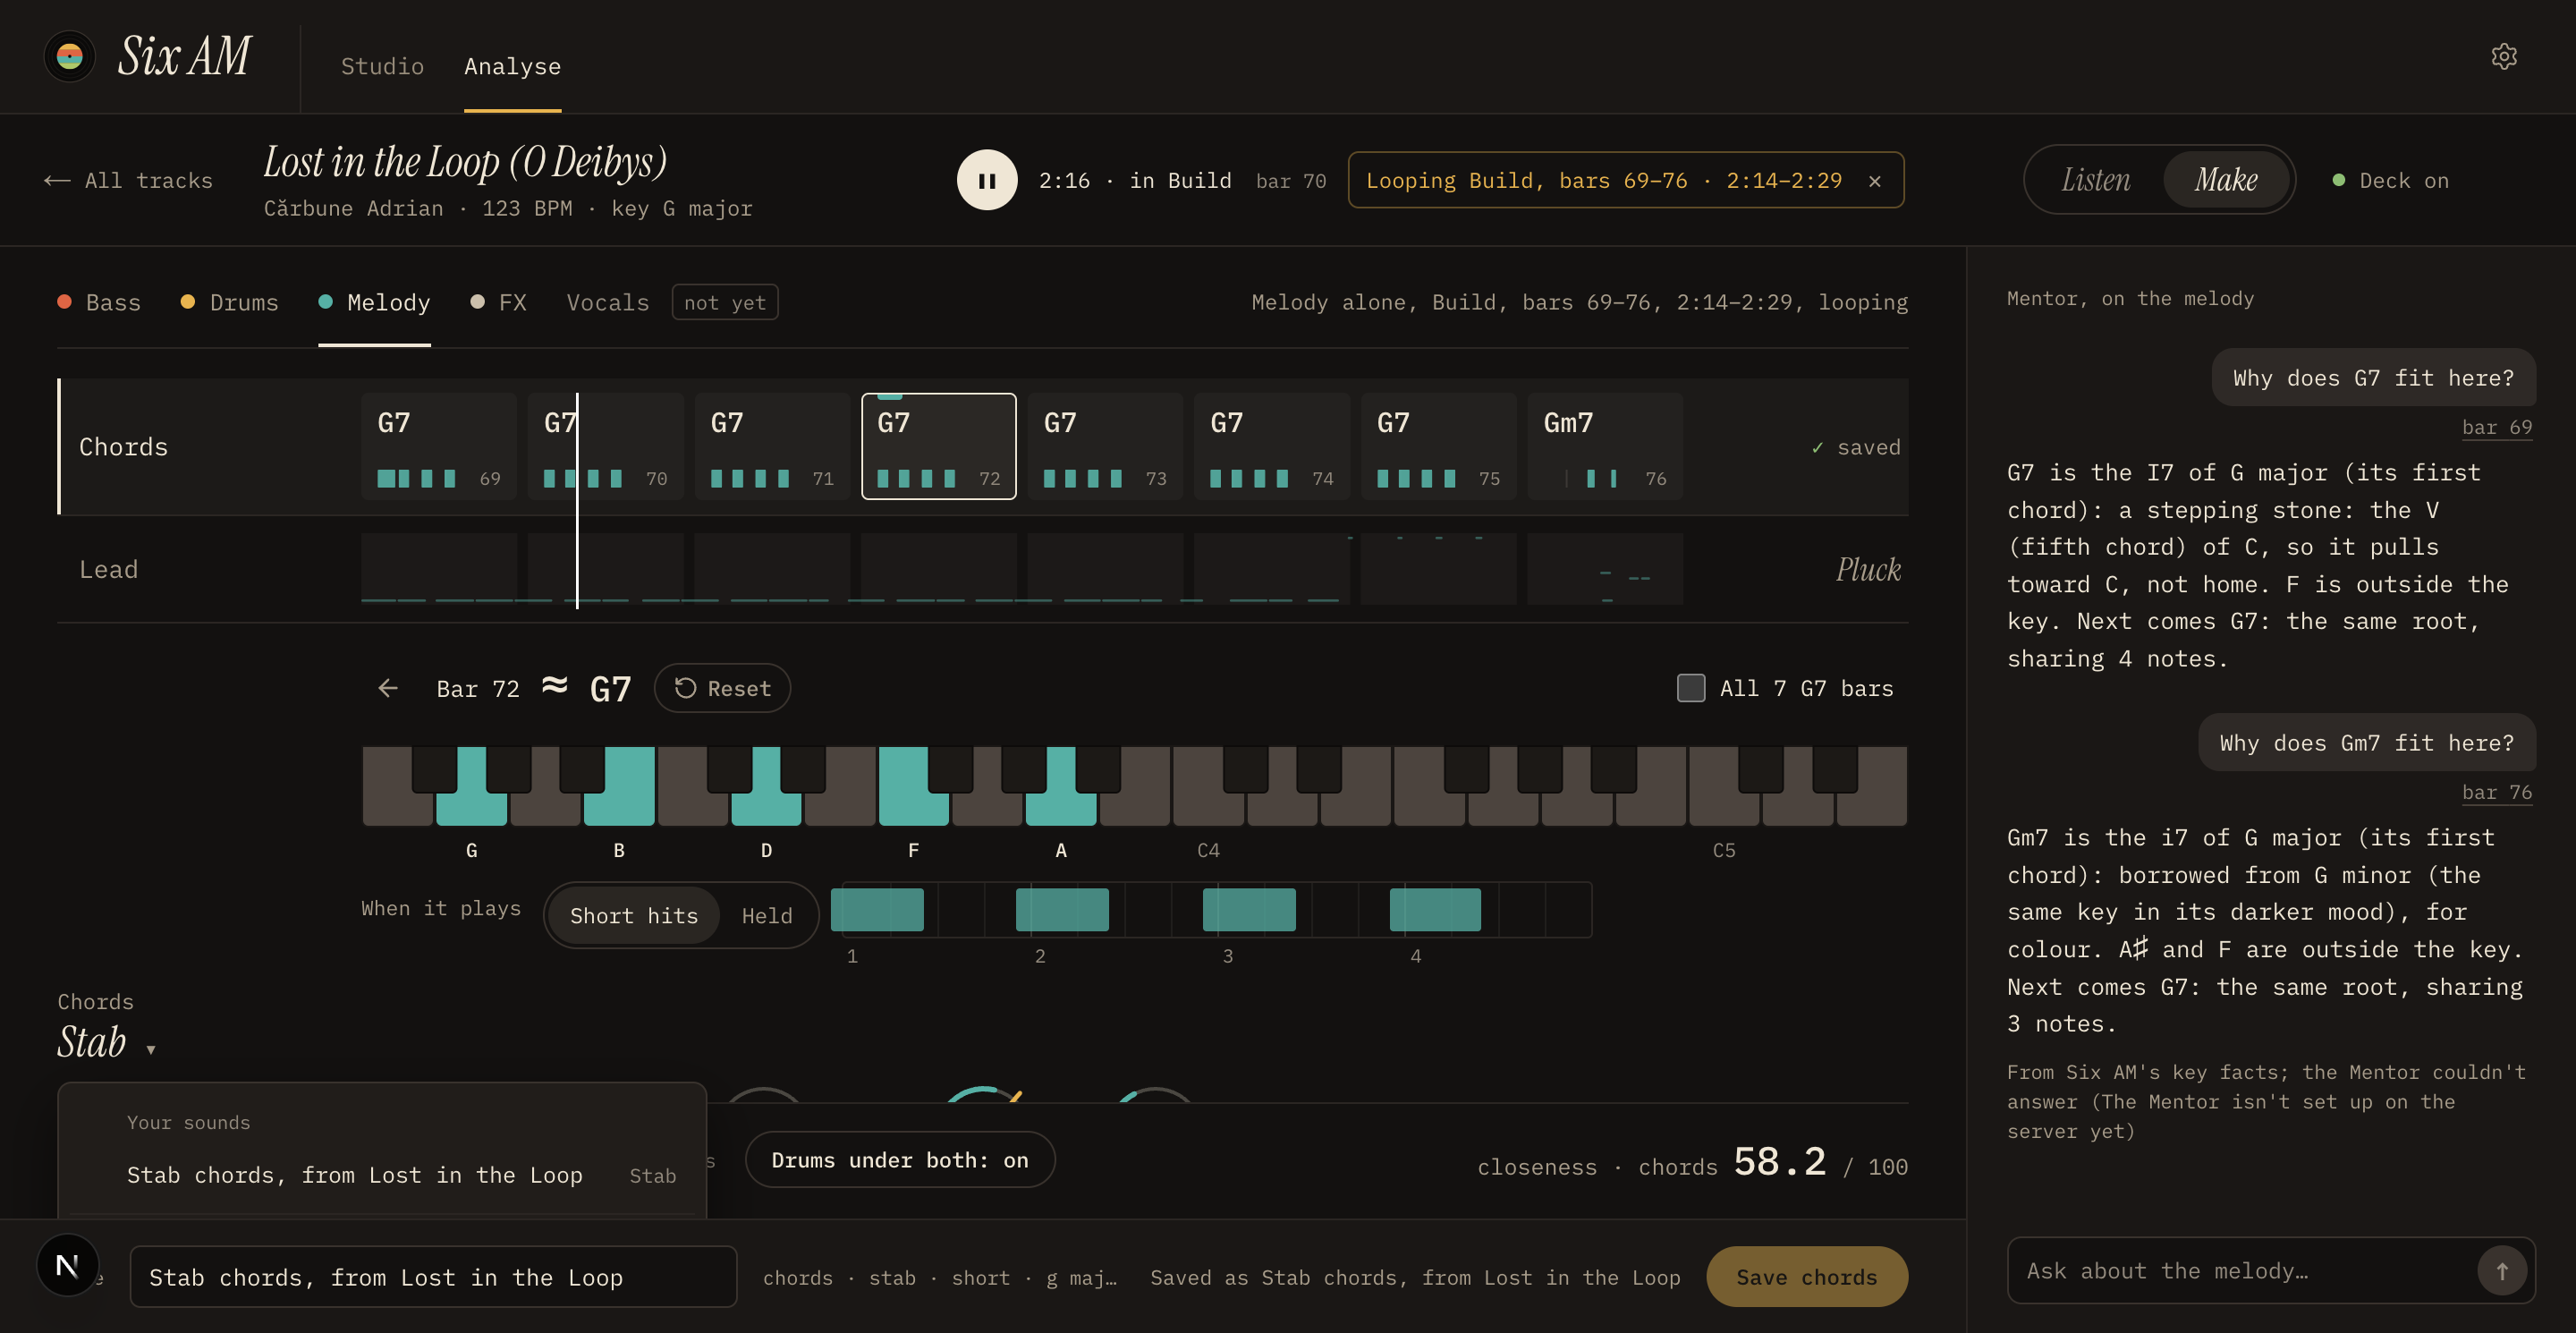 Six AM
Studio
Analyse
← All tracks
Lost in the Loop (O Deibys)
Cărbune Adrian · 123 BPM · key G major
2:16 · in Build
bar 70
Looping Build, bars 69–76 · 2:14–2:29 ×
Listen
Make
Deck on
Bass
Drums
Melody
FX
Vocals
not yet
Melody alone, Build, bars 69–76, 2:14–2:29, looping
Chords
G7
69
G7
70
G7
71
G7
72
G7
73
G7
74
G7
75
Gm7
76
✓ saved
Lead
Pluck
← Bar 72 ≈ G7
Reset
All 7 G7 bars
G
B
D
F
A
C4
C5
When it plays
Short hits
Held
1
2
3
4
Chords
Stab ▾
Your sounds
Stab chords, from Lost in the Loop
Stab
s
Drums under both: on
closeness · chords 58.2 / 100
N
e
Stab chords, from Lost in the Loop
chords · stab · short · g maj…
Saved as Stab chords, from Lost in the Loop
Save chords
Mentor, on the melody
Why does G7 fit here?
bar 69
G7 is the I7 of G major (its first
chord): a stepping stone: the V
(fifth chord) of C, so it pulls
toward C, not home. F is outside the
key. Next comes G7: the same root,
sharing 4 notes.
Why does Gm7 fit here?
bar 76
Gm7 is the i7 of G major (its first
chord): borrowed from G minor (the
same key in its darker mood), for
colour. A♯ and F are outside the key.
Next comes G7: the same root, sharing
3 notes.
From Six AM's key facts; the Mentor couldn't
answer (The Mentor isn't set up on the
server yet)
Ask about the melody…
↑